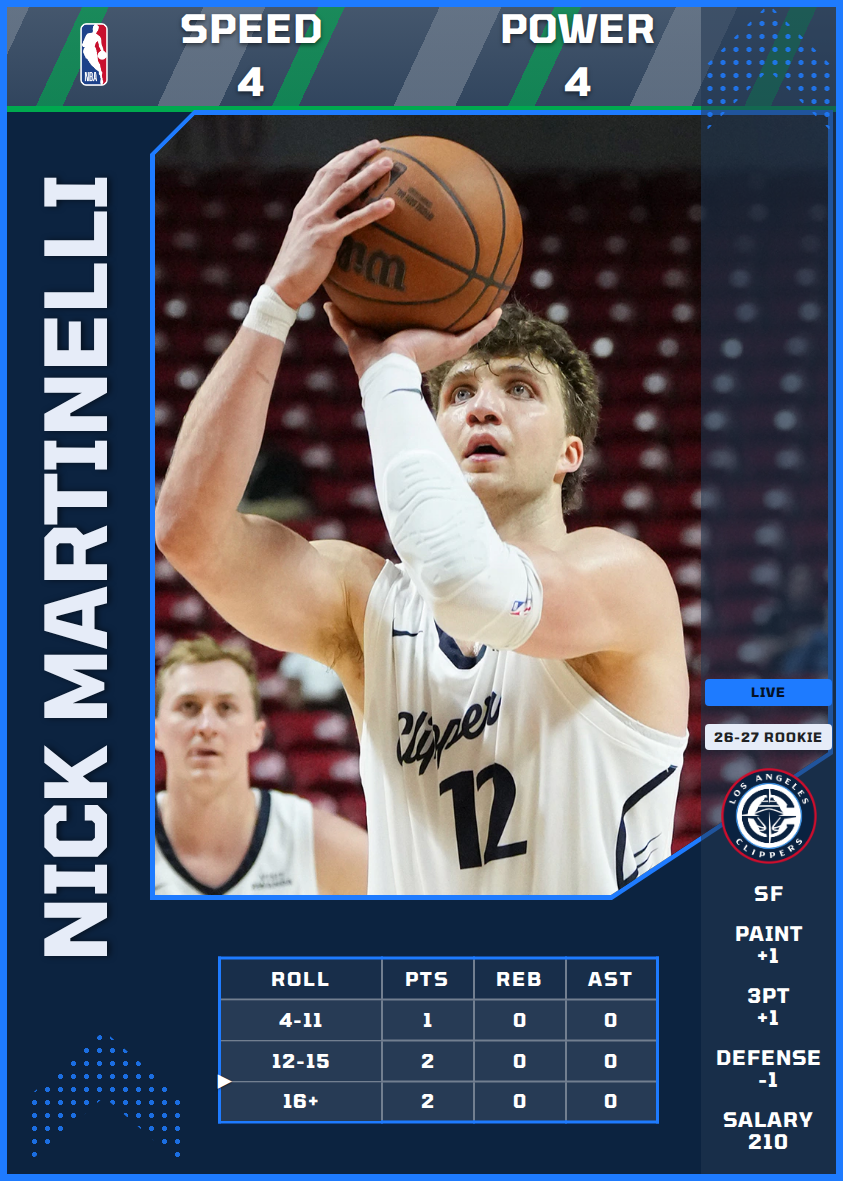 SPEED
4
POWER
4
NBA
NICK MARTINELLI
Wilson
Clippers
12
LIVE
26-27 ROOKIE
LOS ANGELES
CLIPPERS
SF
PAINT
+1
3PT
+1
DEFENSE
-1
SALARY
210
ROLL PTS REB AST
4-11 1 0 0
12-15 2 0 0
16+ 2 0 0